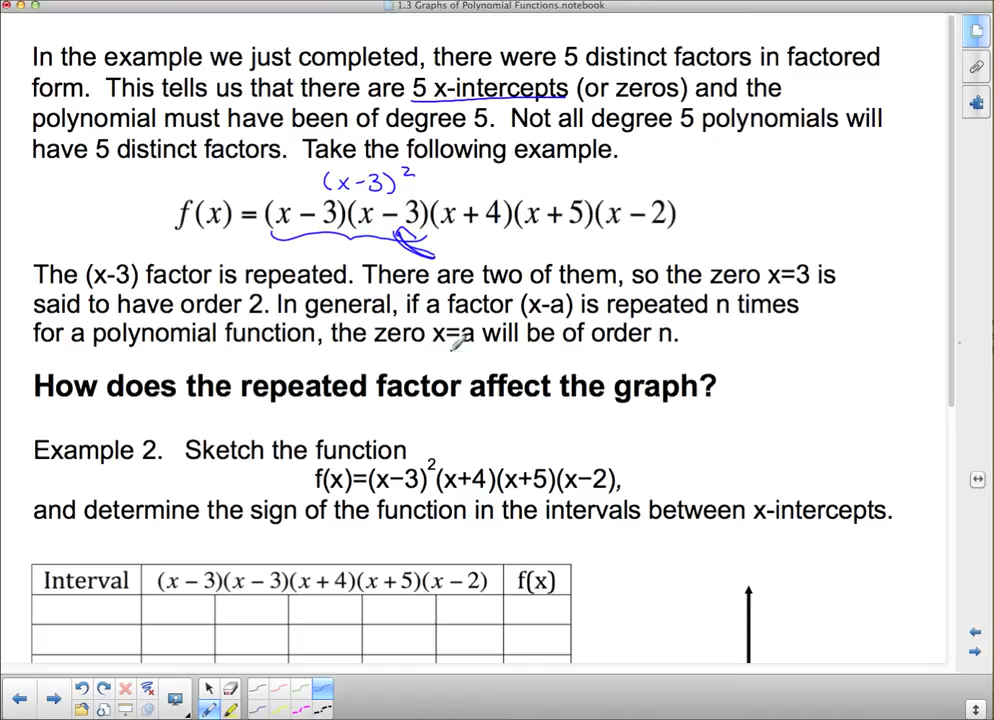 1.3 Graphs of Polynomial Functions.notebook
In the example we just completed, there were 5 distinct factors in factored
form.  This tells us that there are 5 x-intercepts (or zeros) and the
polynomial must have been of degree 5.  Not all degree 5 polynomials will
have 5 distinct factors.  Take the following example.
(x-3)²
f(x) = (x − 3)(x − 3)(x + 4)(x + 5)(x − 2)
The (x-3) factor is repeated. There are two of them, so the zero x=3 is
said to have order 2. In general, if a factor (x-a) is repeated n times
for a polynomial function, the zero x=a will be of order n.
How does the repeated factor affect the graph?
Example 2.   Sketch the function
f(x)=(x−3)²(x+4)(x+5)(x−2),
and determine the sign of the function in the intervals between x-intercepts.
Interval (x − 3)(x − 3)(x + 4)(x + 5)(x − 2) f(x)